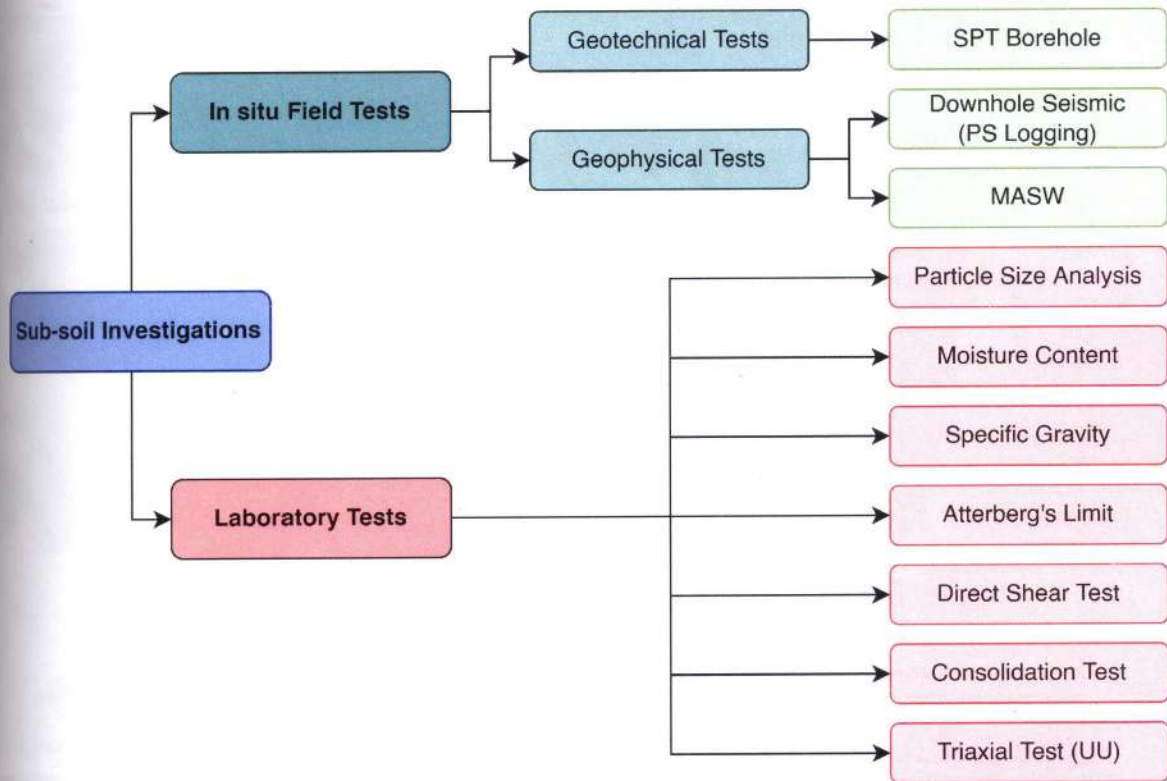 Geotechnical Tests
SPT Borehole
In situ Field Tests
Downhole Seismic
(PS Logging)
Geophysical Tests
MASW
Sub-soil Investigations
Particle Size Analysis
Moisture Content
Specific Gravity
Laboratory Tests
Atterberg's Limit
Direct Shear Test
Consolidation Test
Triaxial Test (UU)